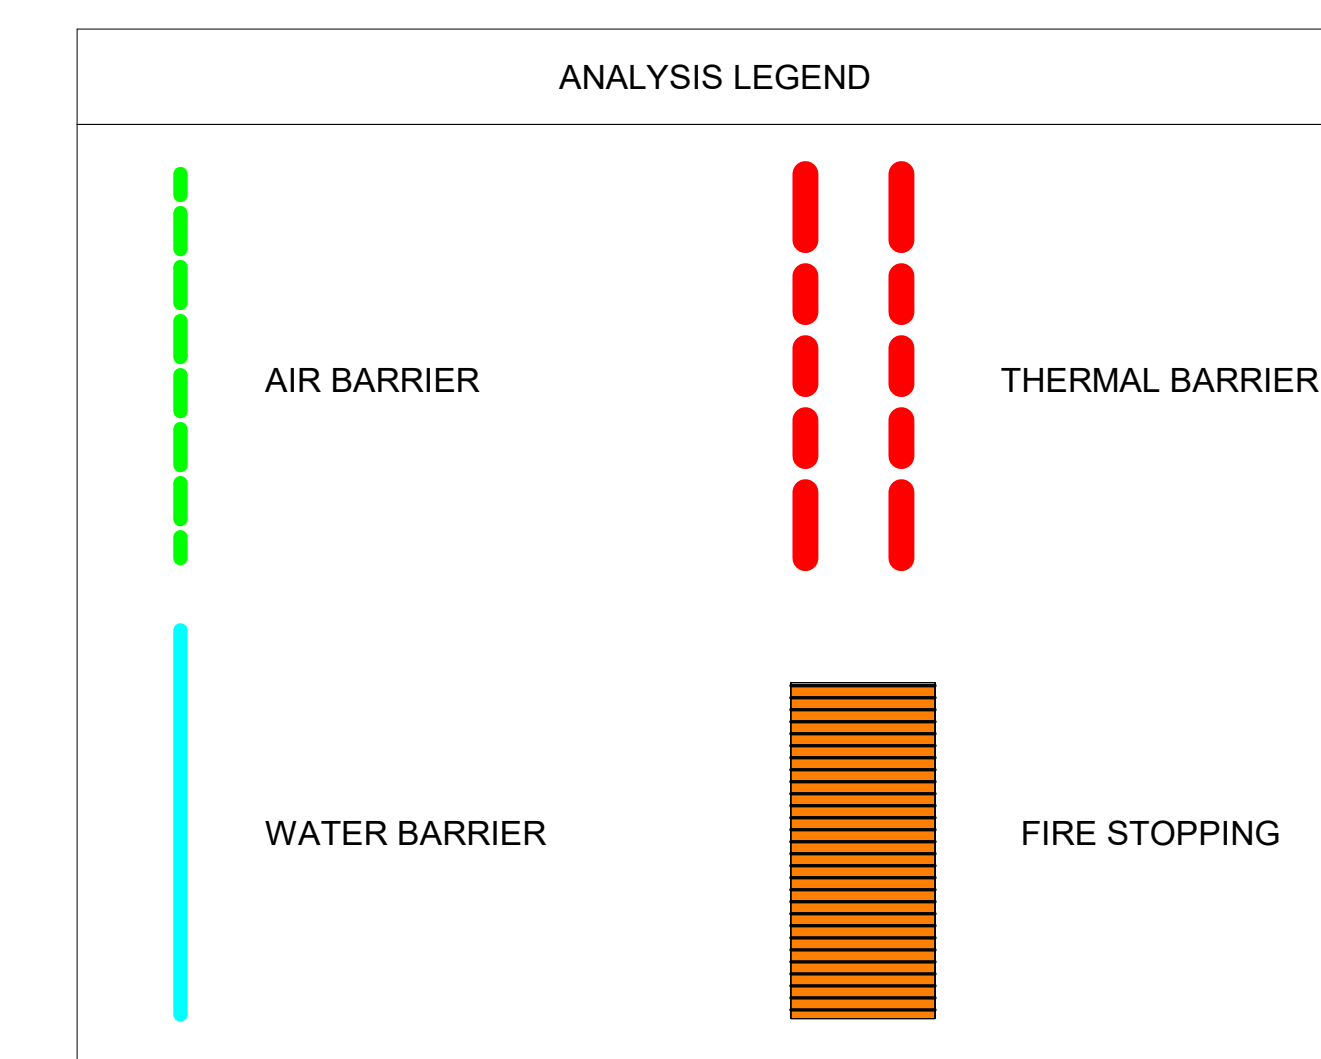 ANALYSIS LEGEND
AIR BARRIER
THERMAL BARRIER
WATER BARRIER
FIRE STOPPING